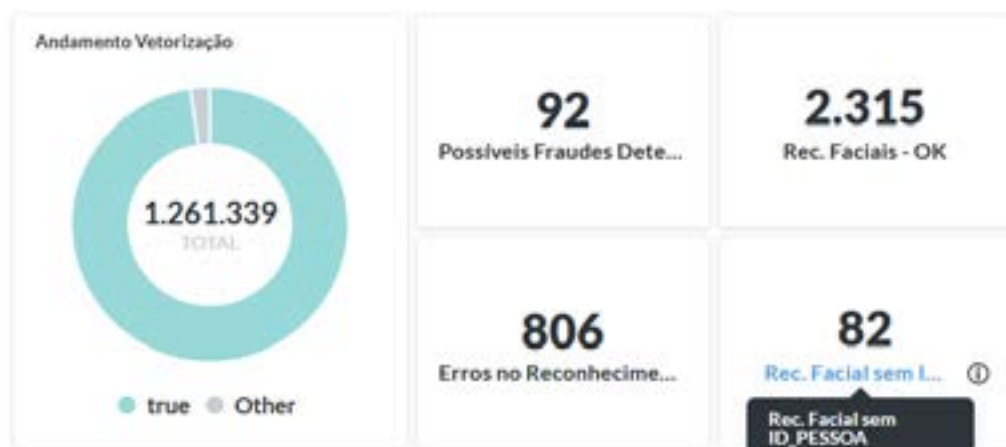 Andamento Vetorização
1.261.339
TOTAL
true
Other
92
Possíveis Fraudes Dete...
2.315
Rec. Faciais - OK
806
Erros no Reconhecime...
82
Rec. Facial sem I...
Rec. Facial sem
ID_PESSOA